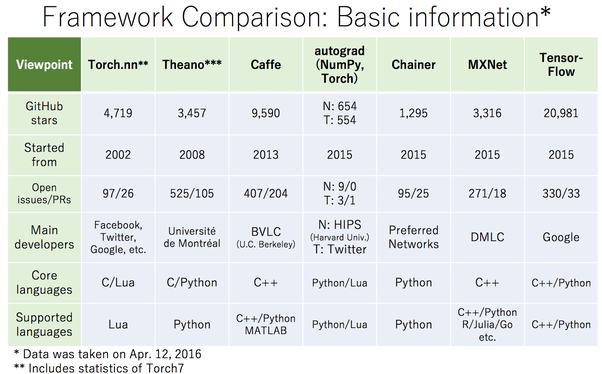 Framework Comparison: Basic information*
Viewpoint Torch.nn** Theano*** Caffe autograd (NumPy, Torch) Chainer MXNet Tensor-Flow
GitHub stars 4,719 3,457 9,590 N: 654 T: 554 1,295 3,316 20,981
Started from 2002 2008 2013 2015 2015 2015 2015
Open issues/PRs 97/26 525/105 407/204 N: 9/0 T: 3/1 95/25 271/18 330/33
Main developers Facebook, Twitter, Google, etc. Université de Montréal BVLC (U.C. Berkeley) N: HIPS (Harvard Univ.) T: Twitter Preferred Networks DMLC Google
Core languages C/Lua C/Python C++ Python/Lua Python C++ C++/Python
Supported languages Lua Python C++/Python MATLAB Python/Lua Python C++/Python R/Julia/Go etc. C++/Python
* Data was taken on Apr. 12, 2016
** Includes statistics of Torch7